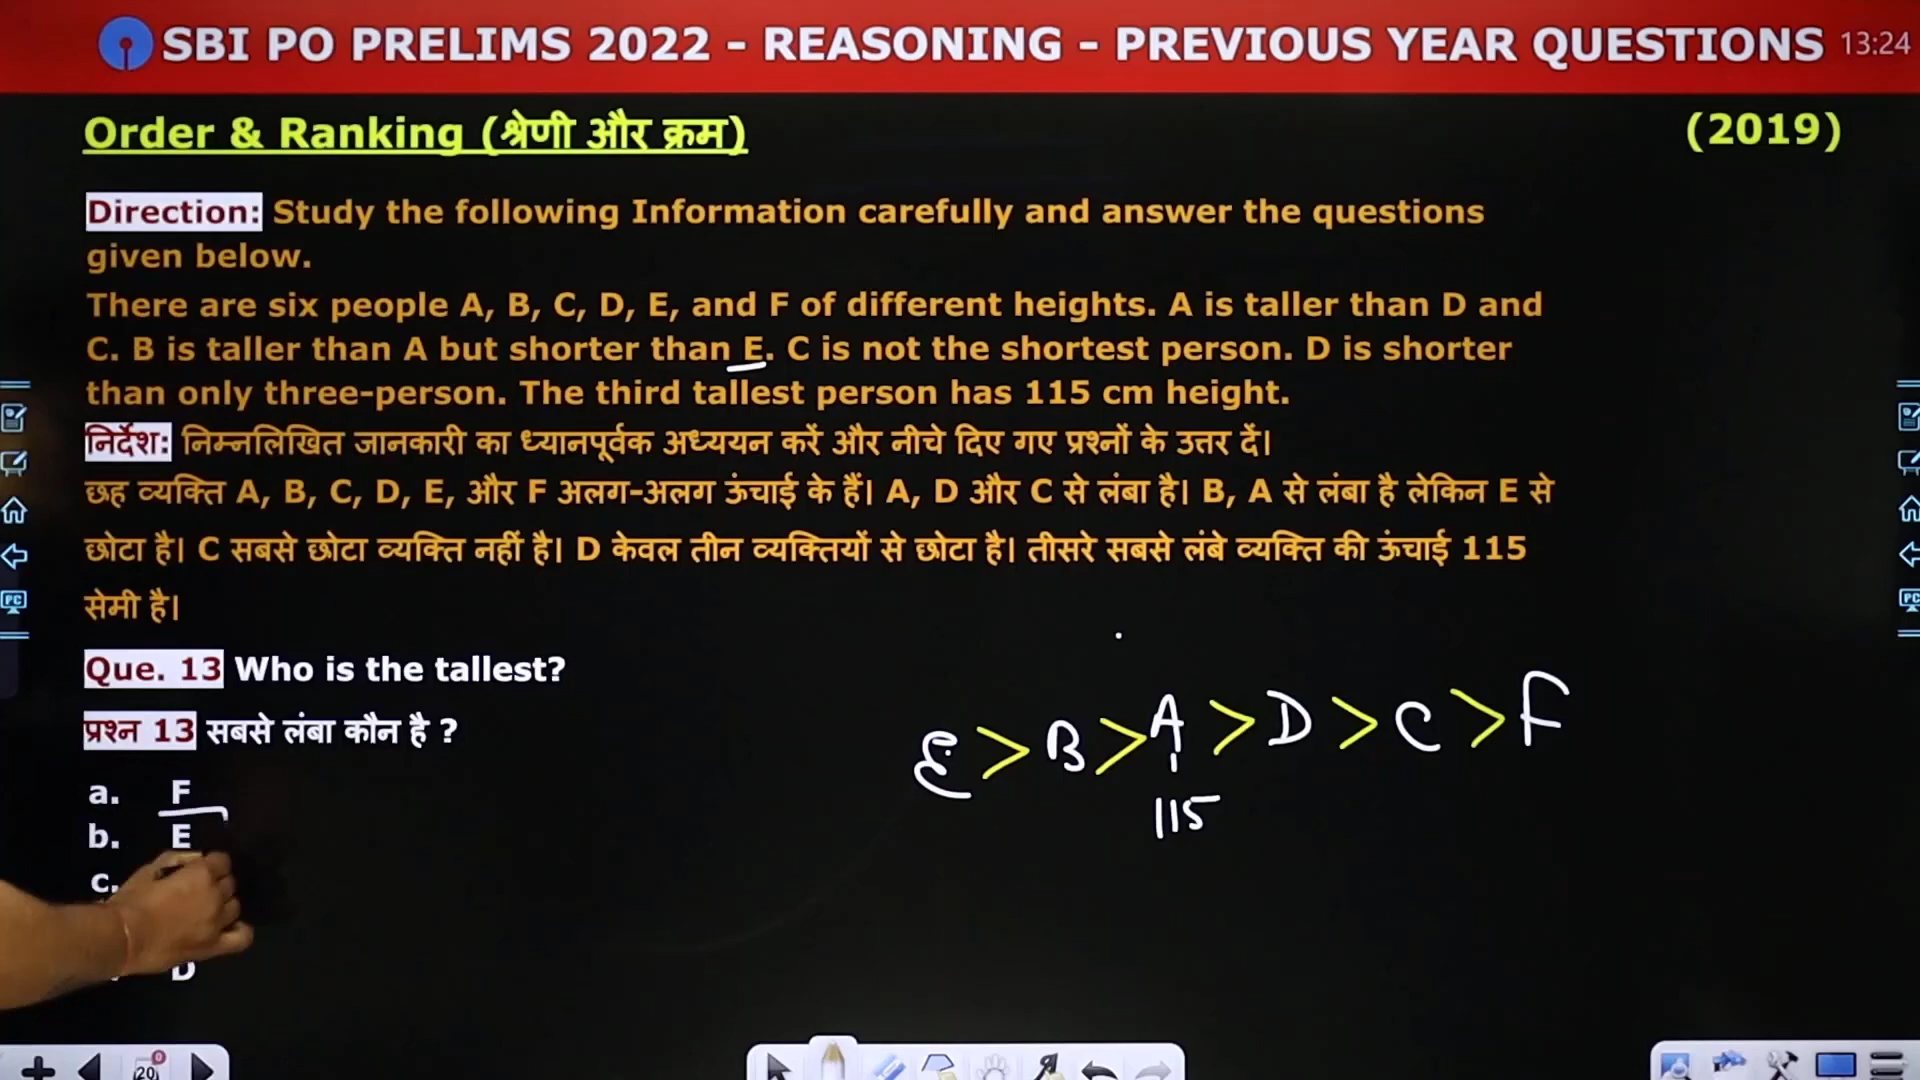 SBI PO PRELIMS 2022 - REASONING - PREVIOUS YEAR QUESTIONS 13:24
Order & Ranking (श्रेणी और क्रम) (2019)
Direction: Study the following Information carefully and answer the questions
given below.
There are six people A, B, C, D, E, and F of different heights. A is taller than D and
C. B is taller than A but shorter than E. C is not the shortest person. D is shorter
than only three-person. The third tallest person has 115 cm height.
निर्देश: निम्नलिखित जानकारी का ध्यानपूर्वक अध्ययन करें और नीचे दिए गए प्रश्नों के उत्तर दें।
छह व्यक्ति A, B, C, D, E, और F अलग-अलग ऊंचाई के हैं। A, D और C से लंबा है। B, A से लंबा है लेकिन E से
छोटा है। C सबसे छोटा व्यक्ति नहीं है। D केवल तीन व्यक्तियों से छोटा है। तीसरे सबसे लंबे व्यक्ति की ऊंचाई 115
सेमी है।
Que. 13 Who is the tallest?
प्रश्न 13 सबसे लंबा कौन है ?
E > B > A > D > C > F
115
a. F
b. E
c.
D
PC
PC
20
0